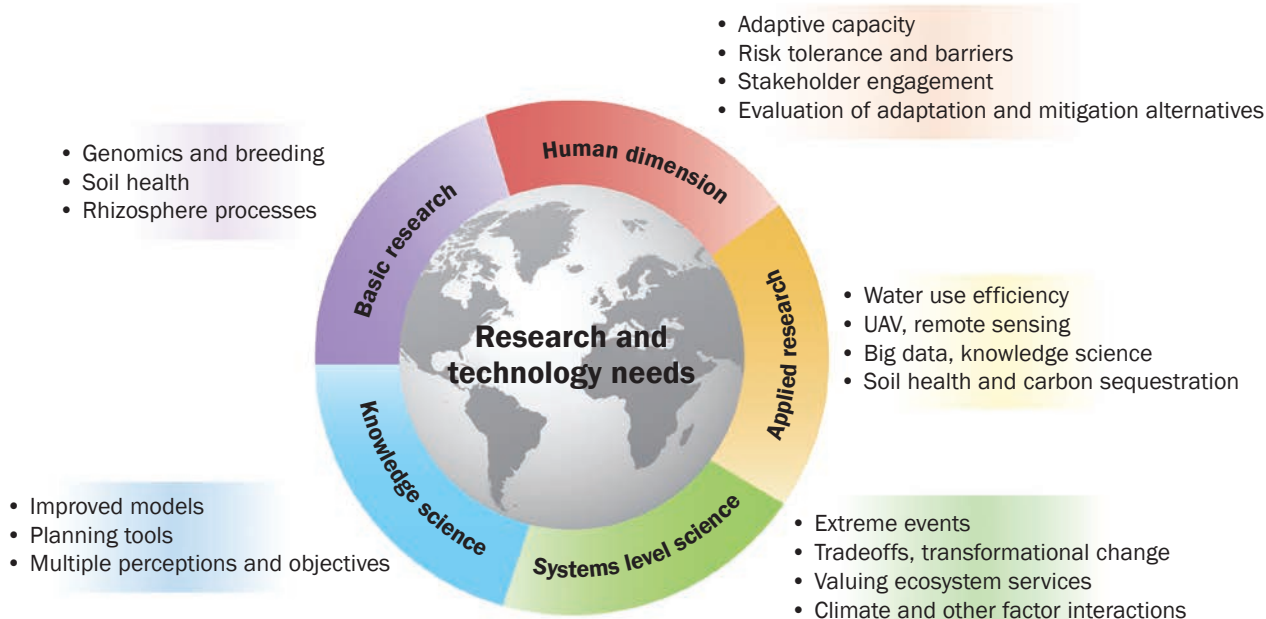 • Adaptive capacity
• Risk tolerance and barriers
• Stakeholder engagement
• Evaluation of adaptation and mitigation alternatives
Human dimension
• Genomics and breeding
• Soil health
• Rhizosphere processes
Basic research
Research and
technology needs
Applied research
• Water use efficiency
• UAV, remote sensing
• Big data, knowledge science
• Soil health and carbon sequestration
Knowledge science
• Improved models
• Planning tools
• Multiple perceptions and objectives
Systems level science
• Extreme events
• Tradeoffs, transformational change
• Valuing ecosystem services
• Climate and other factor interactions